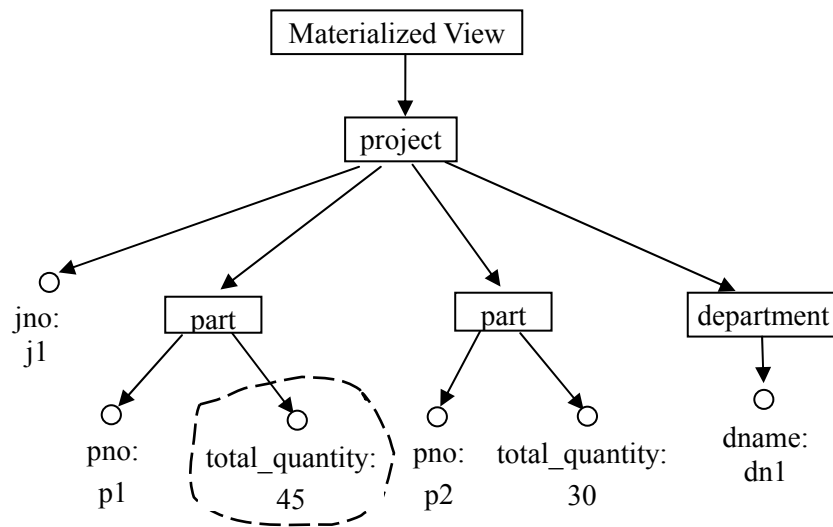 Materialized View
project
jno:
j1
part
part
department
pno:
p1
total_quantity:
45
pno:
p2
total_quantity:
30
dname:
dn1